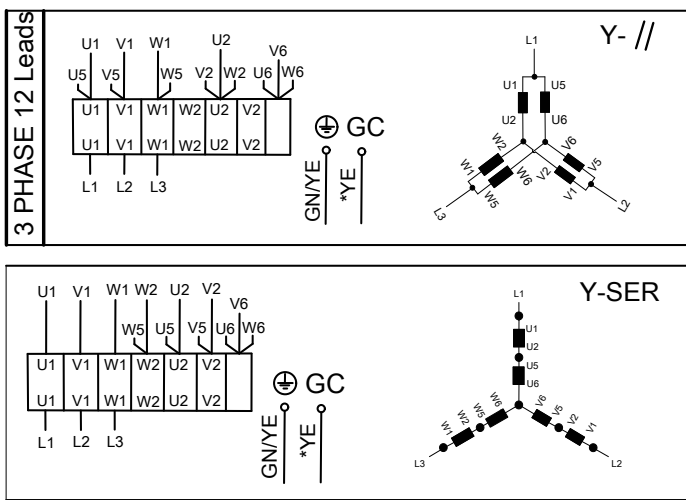 3 PHASE 12 Leads
Y- //
U1 V1 W1 U2 V6
U5 V5 W5 V2 W2 U6 W6
U1 V1 W1 W2 U2 V2
U1 V1 W1 W2 U2 V2
L1 L2 L3
GC
GN/YE *YE
L1
U1 U5
U2 U6
W2 V6
W1 W6 V2 V5
W5 V1
L3 L2
Y-SER
U1 V1 W1 W2 U2 V2 V6
W5 U5 V5 U6 W6
U1 V1 W1 W2 U2 V2
U1 V1 W1 W2 U2 V2
L1 L2 L3
GC
GN/YE *YE
L1
U1
U2
U5
U6
W1 W2 W5 W6 V6 V5 V2 V1
L3 L2